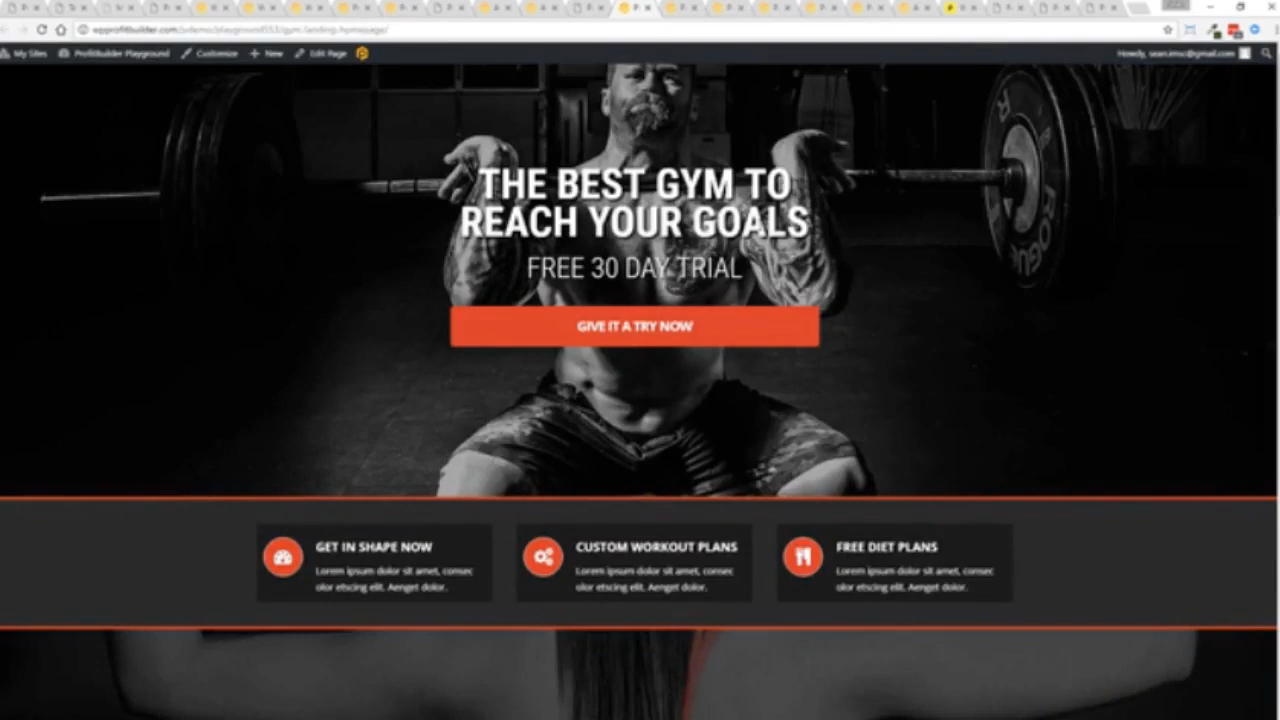 My Sites ProfitBuilder Playground Customize New Edit Page
THE BEST GYM TO
REACH YOUR GOALS
FREE 30 DAY TRIAL
GIVE IT A TRY NOW
GET IN SHAPE NOW
Lorem ipsum dolor sit amet, consec
olor etscing elit. Aenget dolor.
CUSTOM WORKOUT PLANS
Lorem ipsum dolor sit amet, consec
olor etscing elit. Aenget dolor.
FREE DIET PLANS
Lorem ipsum dolor sit amet, consec
olor etscing elit. Aenget dolor.